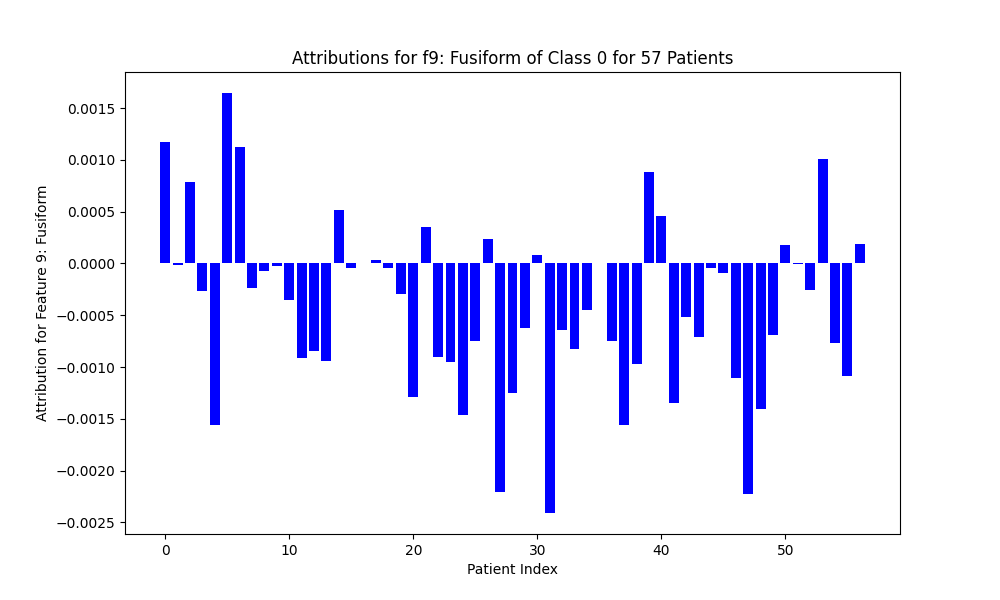 Attributions for f9: Fusiform of Class 0 for 57 Patients
Attribution for Feature 9: Fusiform
0.0015
0.0010
0.0005
0.0000
−0.0005
−0.0010
−0.0015
−0.0020
−0.0025
0 10 20 30 40 50
Patient Index